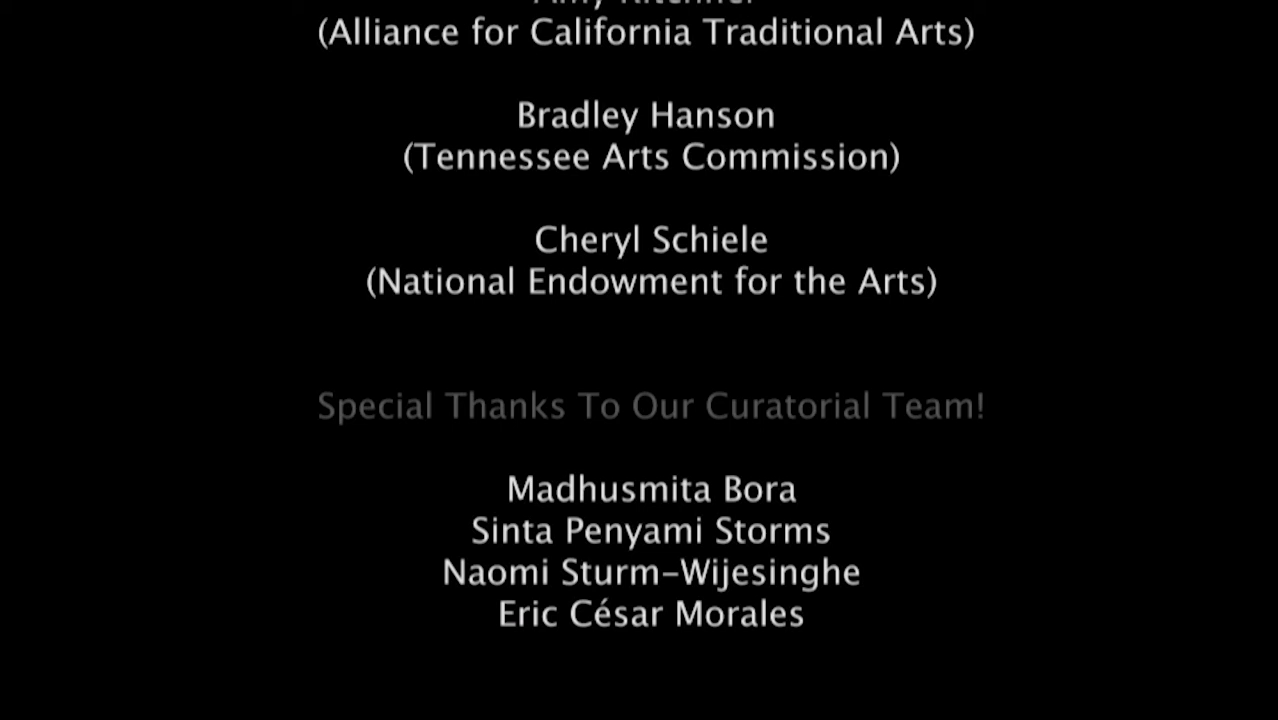 (Alliance for California Traditional Arts)
Bradley Hanson
(Tennessee Arts Commission)
Cheryl Schiele
(National Endowment for the Arts)
Special Thanks To Our Curatorial Team!
Madhusmita Bora
Sinta Penyami Storms
Naomi Sturm-Wijesinghe
Eric César Morales